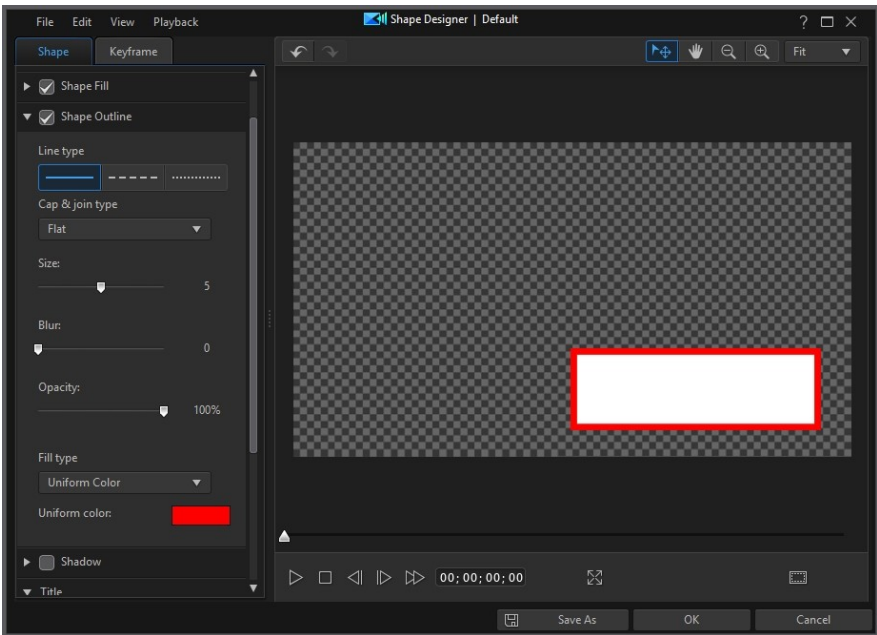 File Edit View Playback
Shape Designer | Default
?
Shape Keyframe
Fit
Shape Fill
Shape Outline
Line type
Cap & join type
Flat
Size:
5
Blur:
0
Opacity:
100%
Fill type
Uniform Color
Uniform color:
Shadow
Title
00;00;00;00
Save As OK Cancel